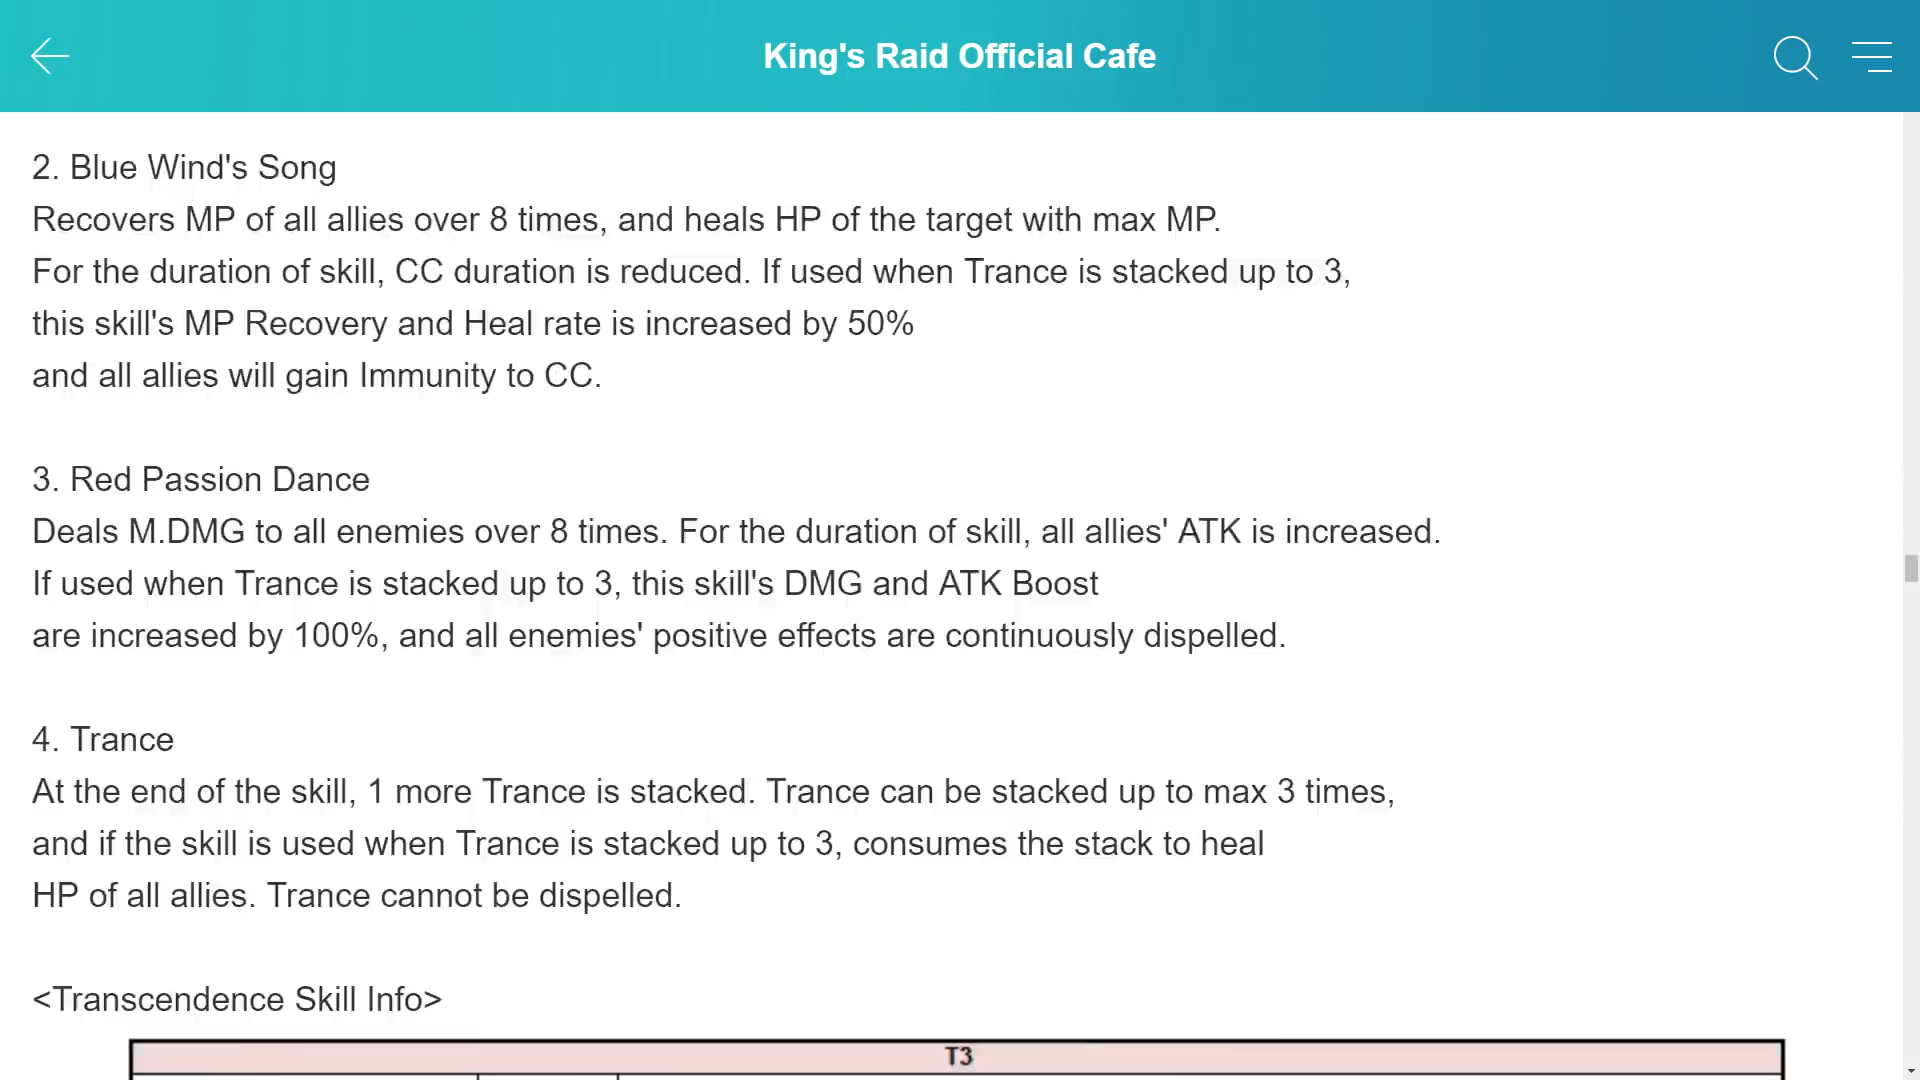 King's Raid Official Cafe
2. Blue Wind's Song
Recovers MP of all allies over 8 times, and heals HP of the target with max MP.
For the duration of skill, CC duration is reduced. If used when Trance is stacked up to 3,
this skill's MP Recovery and Heal rate is increased by 50%
and all allies will gain Immunity to CC.
3. Red Passion Dance
Deals M.DMG to all enemies over 8 times. For the duration of skill, all allies' ATK is increased.
If used when Trance is stacked up to 3, this skill's DMG and ATK Boost
are increased by 100%, and all enemies' positive effects are continuously dispelled.
4. Trance
At the end of the skill, 1 more Trance is stacked. Trance can be stacked up to max 3 times,
and if the skill is used when Trance is stacked up to 3, consumes the stack to heal
HP of all allies. Trance cannot be dispelled.
<Transcendence Skill Info>
T3